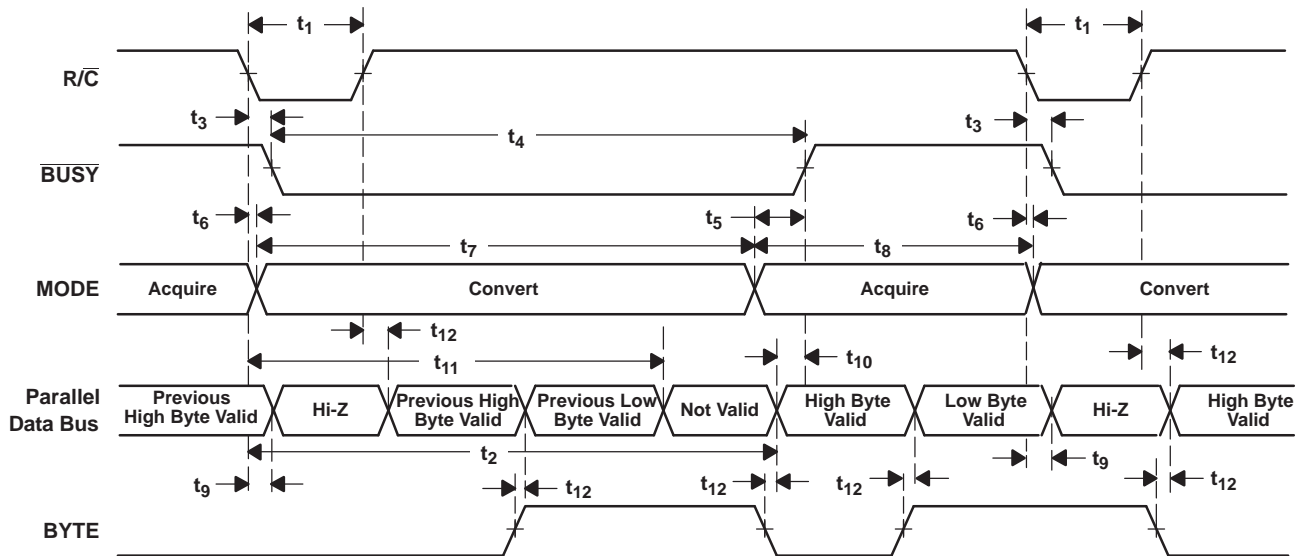 t1 t1
R/C̅
t3 t4 t3
B̅U̅S̅Y̅
t6 t5 t6
t7 t8
MODE Acquire Convert Acquire Convert
t12
t11 t10 t12
Parallel Data Bus
Previous High Byte Valid
Hi-Z
Previous High Byte Valid
Previous Low Byte Valid
Not Valid
High Byte Valid
Low Byte Valid
Hi-Z
High Byte Valid
t2
t9 t9
t12 t12 t12 t12
BYTE